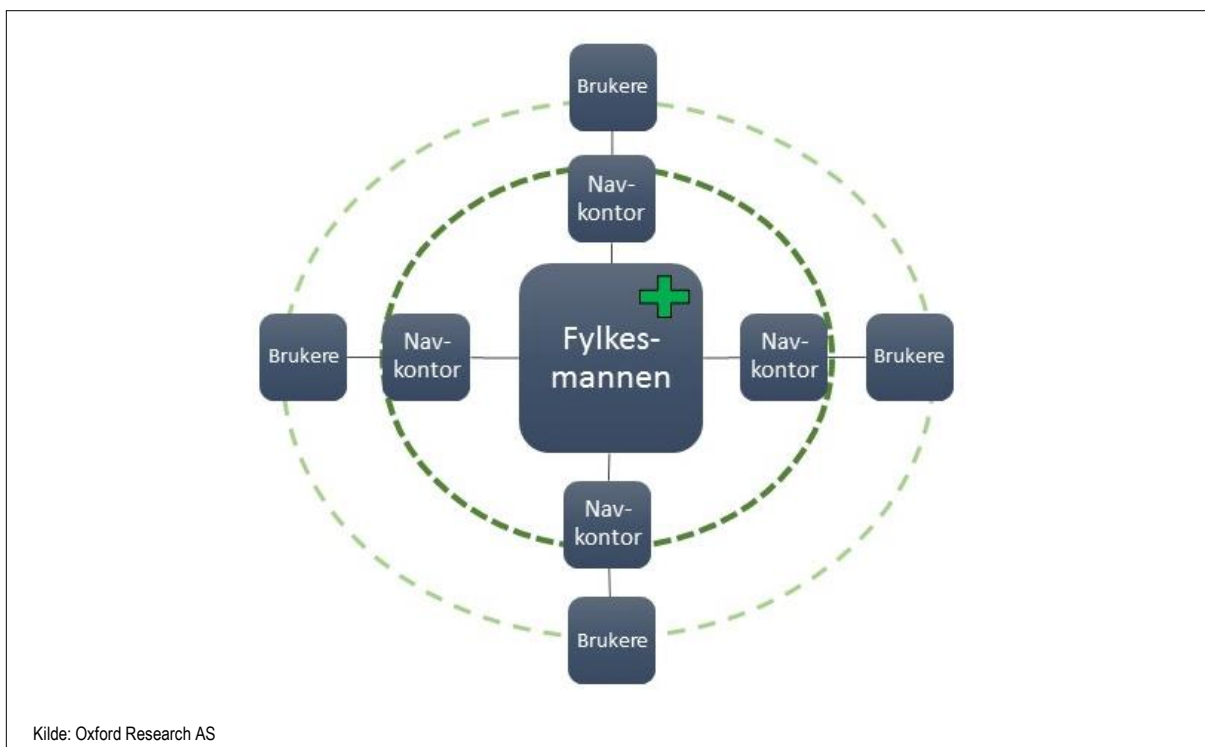 Brukere
Nav-
kontor
Fylkes-
mannen
Brukere
Nav-
kontor
Nav-
kontor
Brukere
Nav-
kontor
Brukere
Kilde: Oxford Research AS